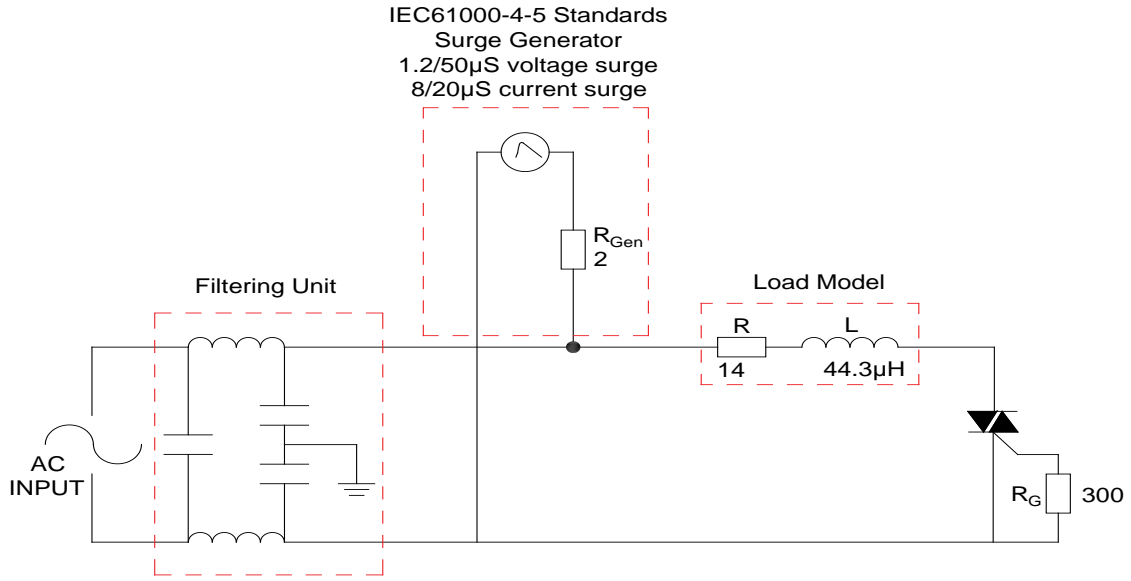 IEC61000-4-5 Standards
Surge Generator
1.2/50µS voltage surge
8/20µS current surge
RGen
2
Filtering Unit
Load Model
R
L
14
44.3µH
AC
INPUT
RG
300